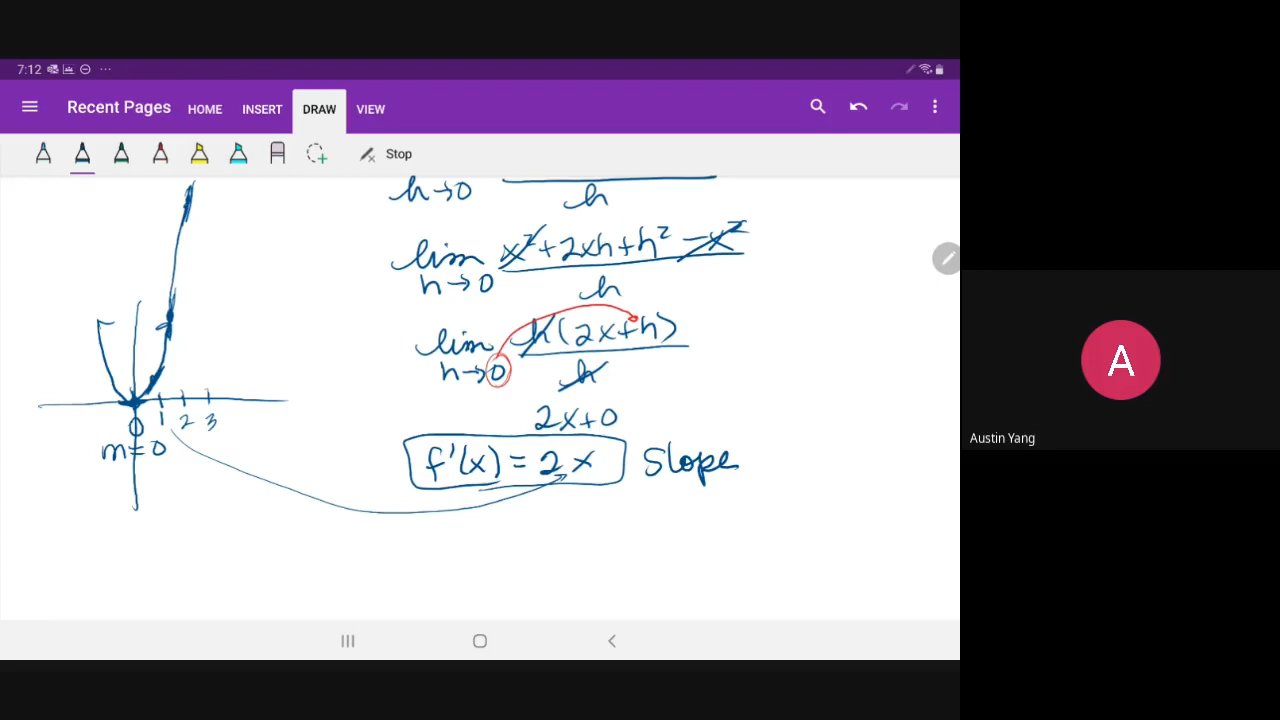 7:12
Recent Pages HOME INSERT DRAW VIEW
Stop
h→0 h
lim x²+2xh+h²-x²
h→0 h
lim h(2x+h)
h→0 h
2x+0
f'(x) = 2x Slope
0 1 2 3
m=0
A
Austin Yang